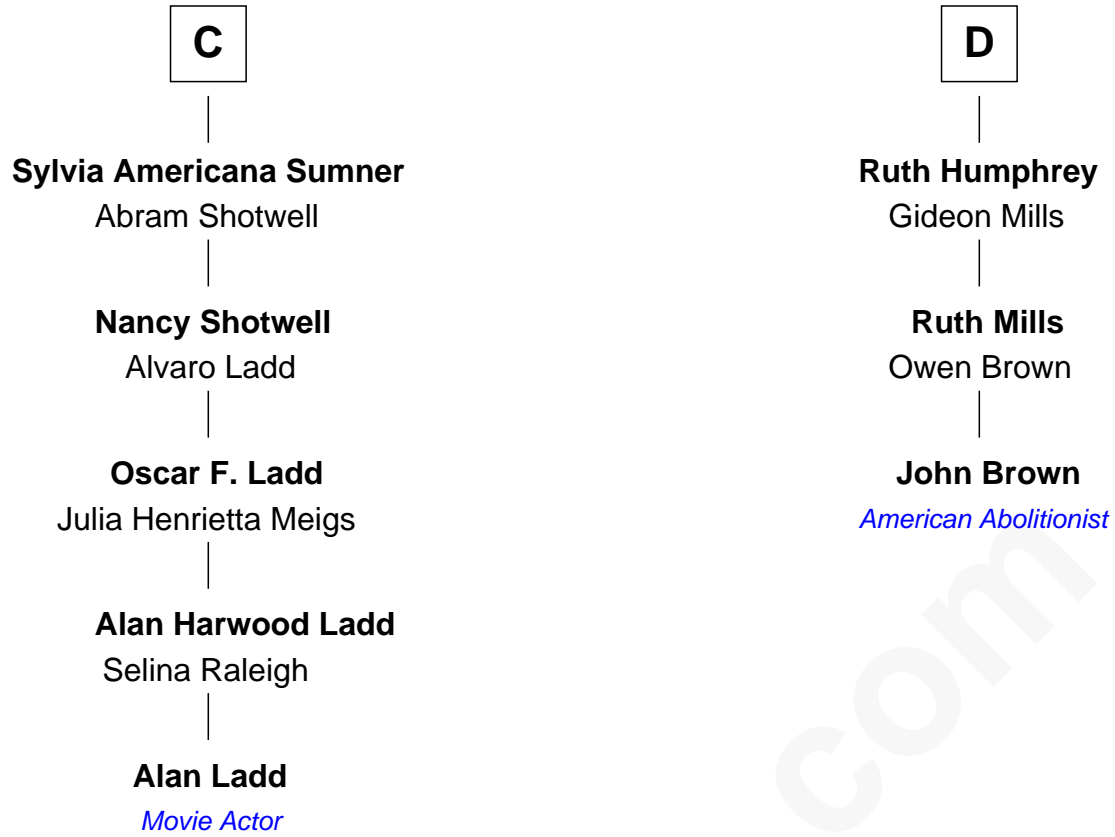 C
D
Sylvia Americana Sumner
Abram Shotwell
Ruth Humphrey
Gideon Mills
Nancy Shotwell
Alvaro Ladd
Ruth Mills
Owen Brown
Oscar F. Ladd
Julia Henrietta Meigs
John Brown
American Abolitionist
Alan Harwood Ladd
Selina Raleigh
Alan Ladd
Movie Actor
com